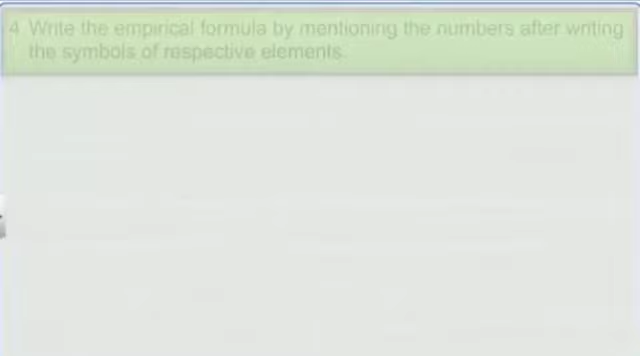 4 Write the empirical formula by mentioning the numbers after writing
the symbols of respective elements.